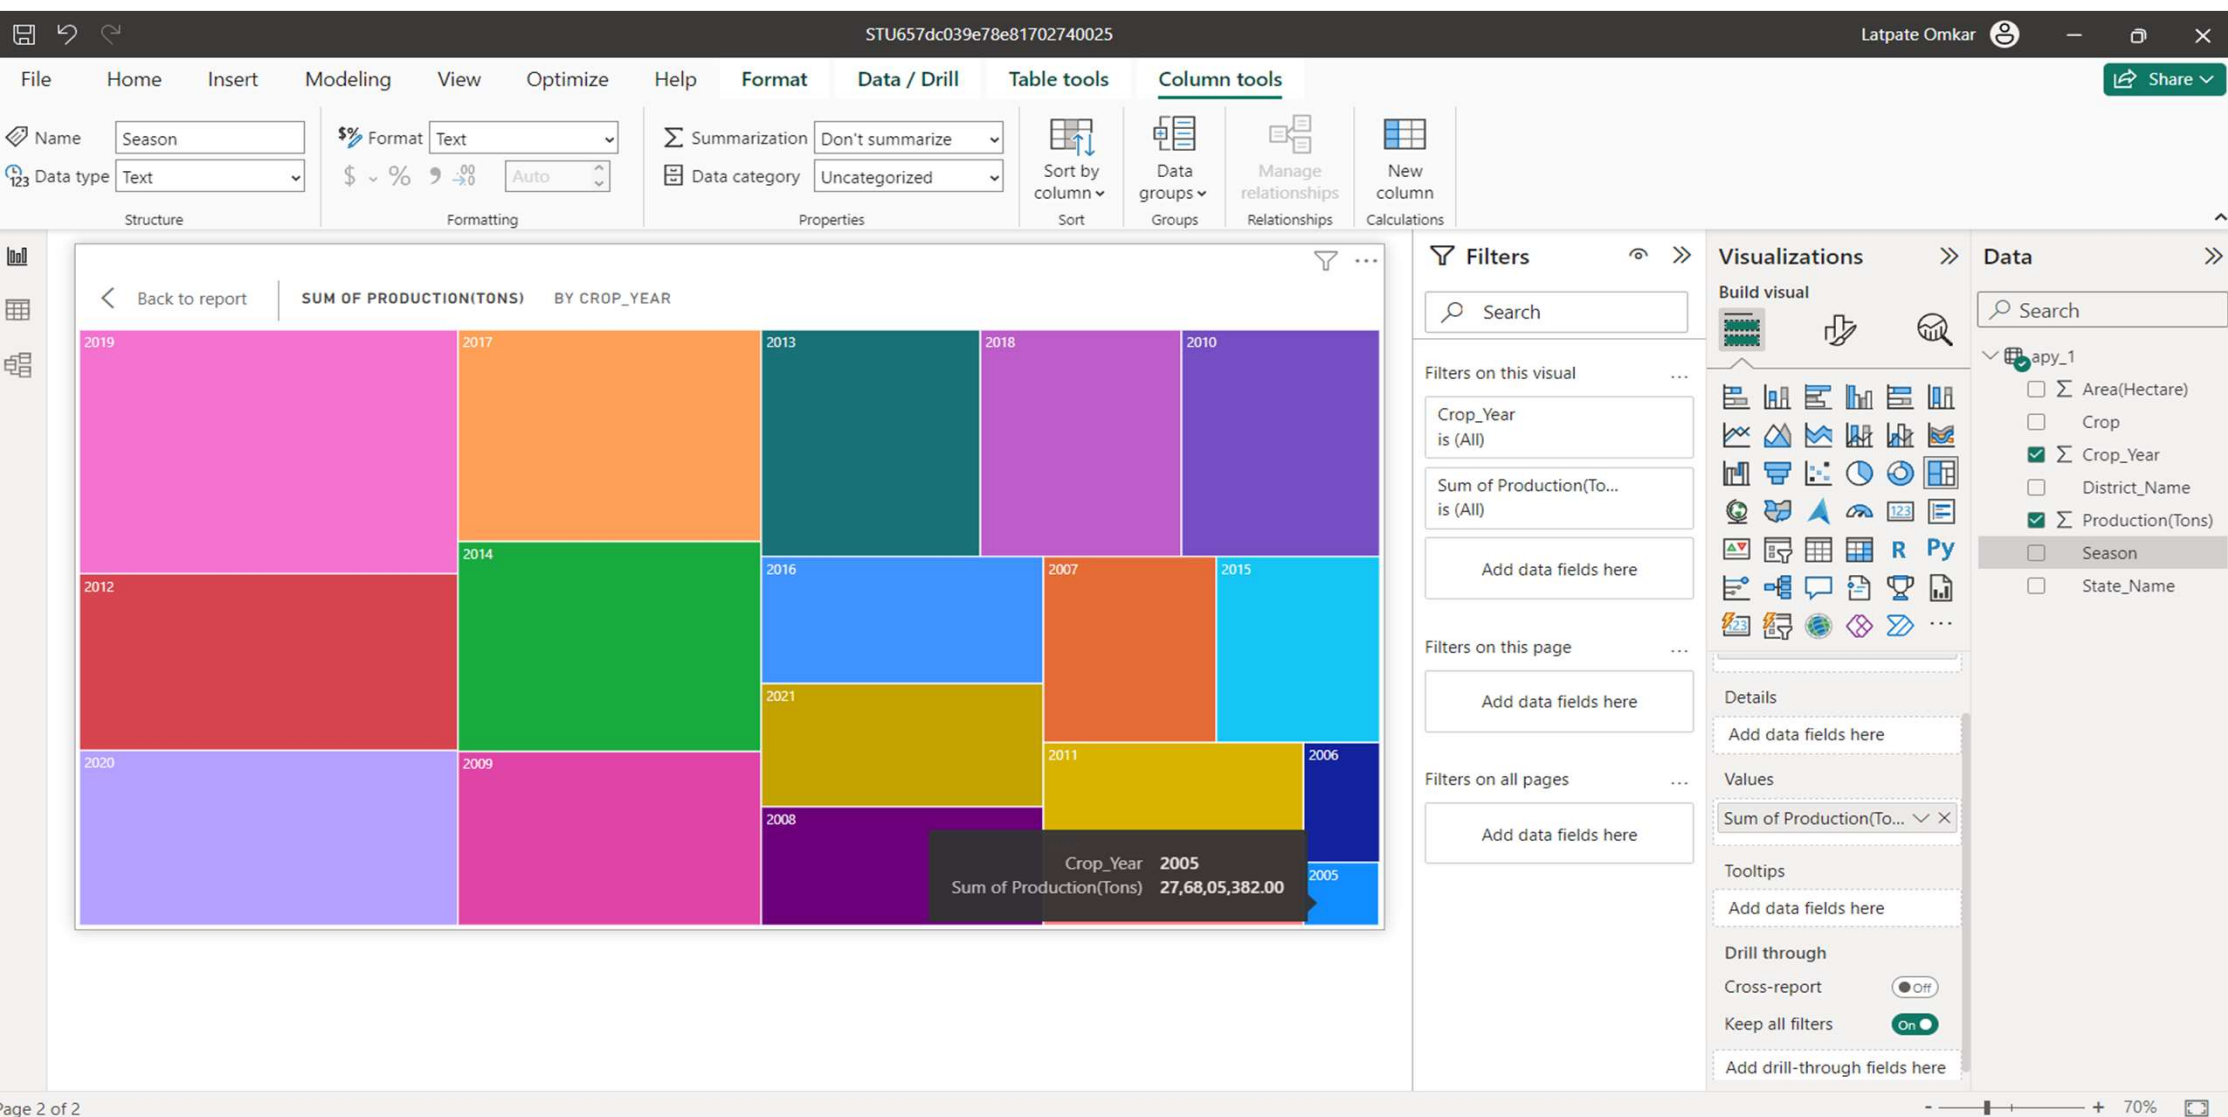 STU657dc039e78e81702740025
Latpate Omkar
File Home Insert Modeling View Optimize Help Format Data / Drill Table tools Column tools
Share
Name Season
Format Text
Summarization Don't summarize
Data type Text
$ % Auto
Data category Uncategorized
Sort by column
Data groups
Manage relationships
New column
Structure Formatting Properties Sort Groups Relationships Calculations
Back to report
SUM OF PRODUCTION(TONS) BY CROP_YEAR
2019
2017
2013
2018
2010
2014
2016
2007
2015
2012
2021
2011
2006
2020
2009
2008
2005
Crop_Year 2005
Sum of Production(Tons) 27,68,05,382.00
Filters
Search
Filters on this visual ...
Crop_Year
is (All)
Sum of Production(To...
is (All)
Add data fields here
Filters on this page ...
Add data fields here
Filters on all pages ...
Add data fields here
Visualizations
Build visual
123
R Py
123
...
Details
Add data fields here
Values
Sum of Production(To...
Tooltips
Add data fields here
Drill through
Cross-report Off
Keep all filters On
Add drill-through fields here
Data
Search
apy_1
Σ Area(Hectare)
Crop
Σ Crop_Year
District_Name
Σ Production(Tons)
Season
State_Name
Page 2 of 2
- + 70%